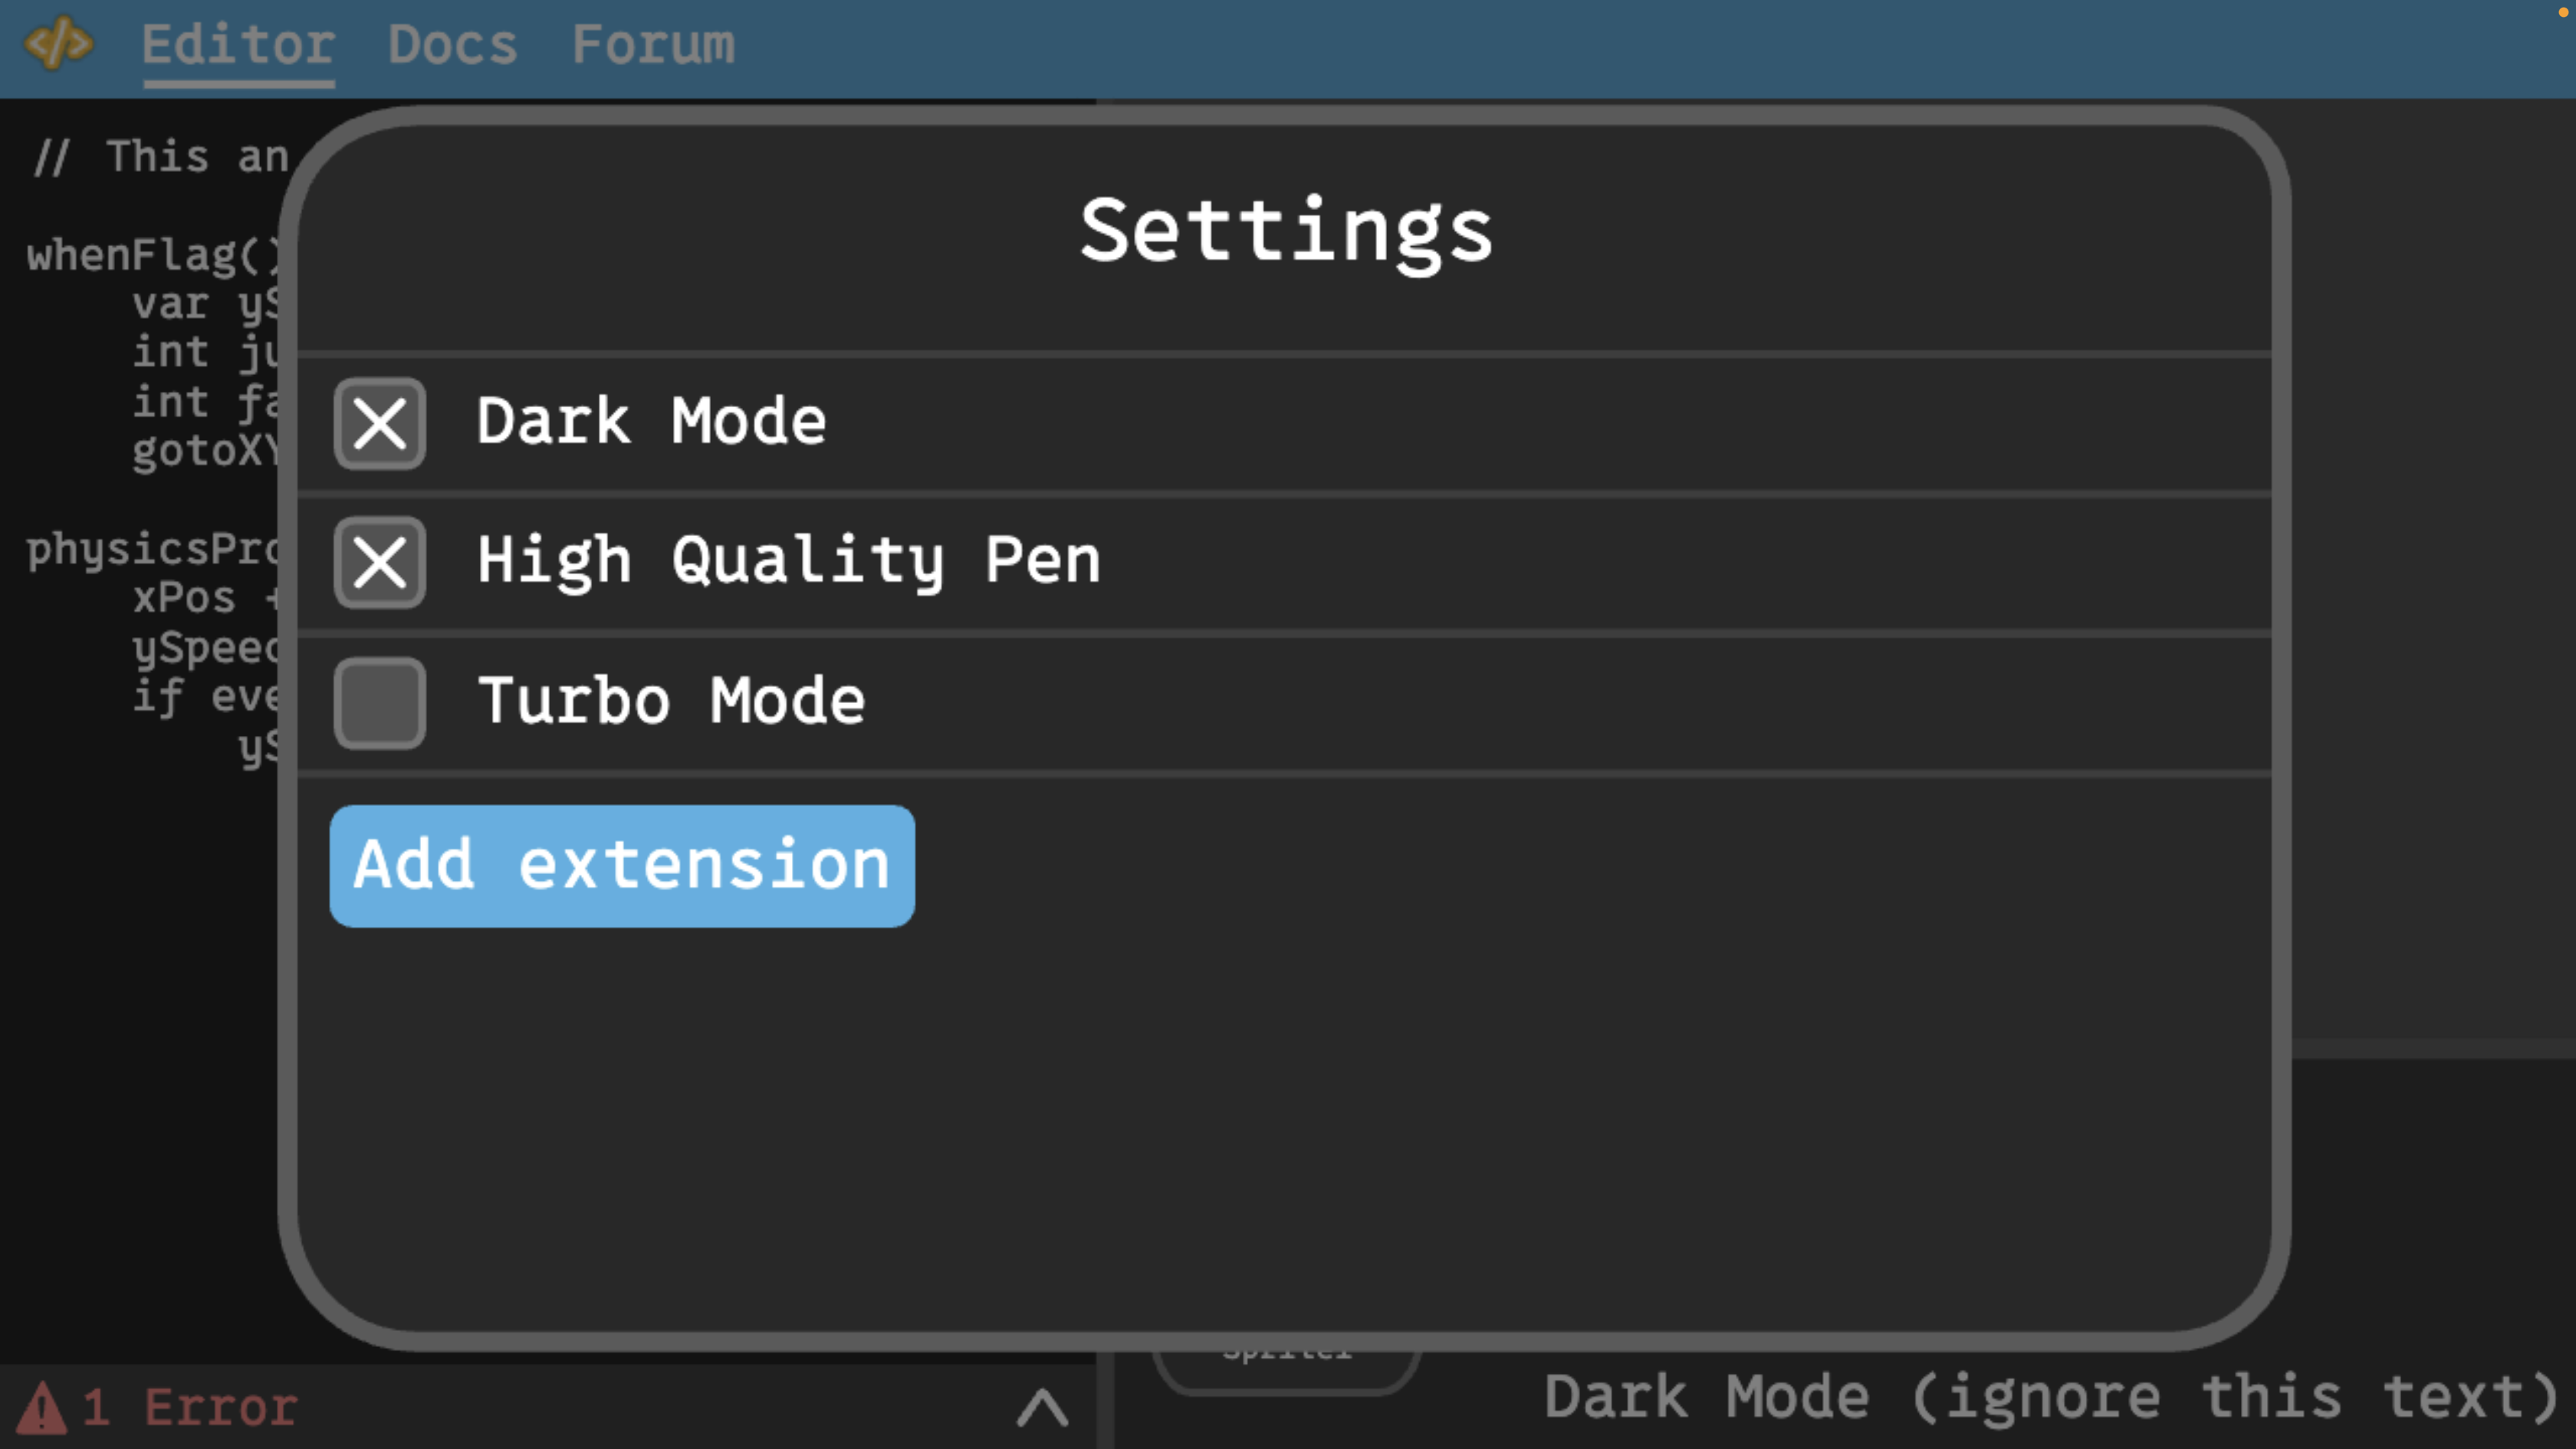 Editor Docs Forum
// This an
whenFlag()
var yS
int ju
int fa
gotoXY
physicsPro
xPos +
ySpeed
if eve
yS
Settings
Dark Mode
High Quality Pen
Turbo Mode
Add extension
1 Error
Dark Mode (ignore this text)